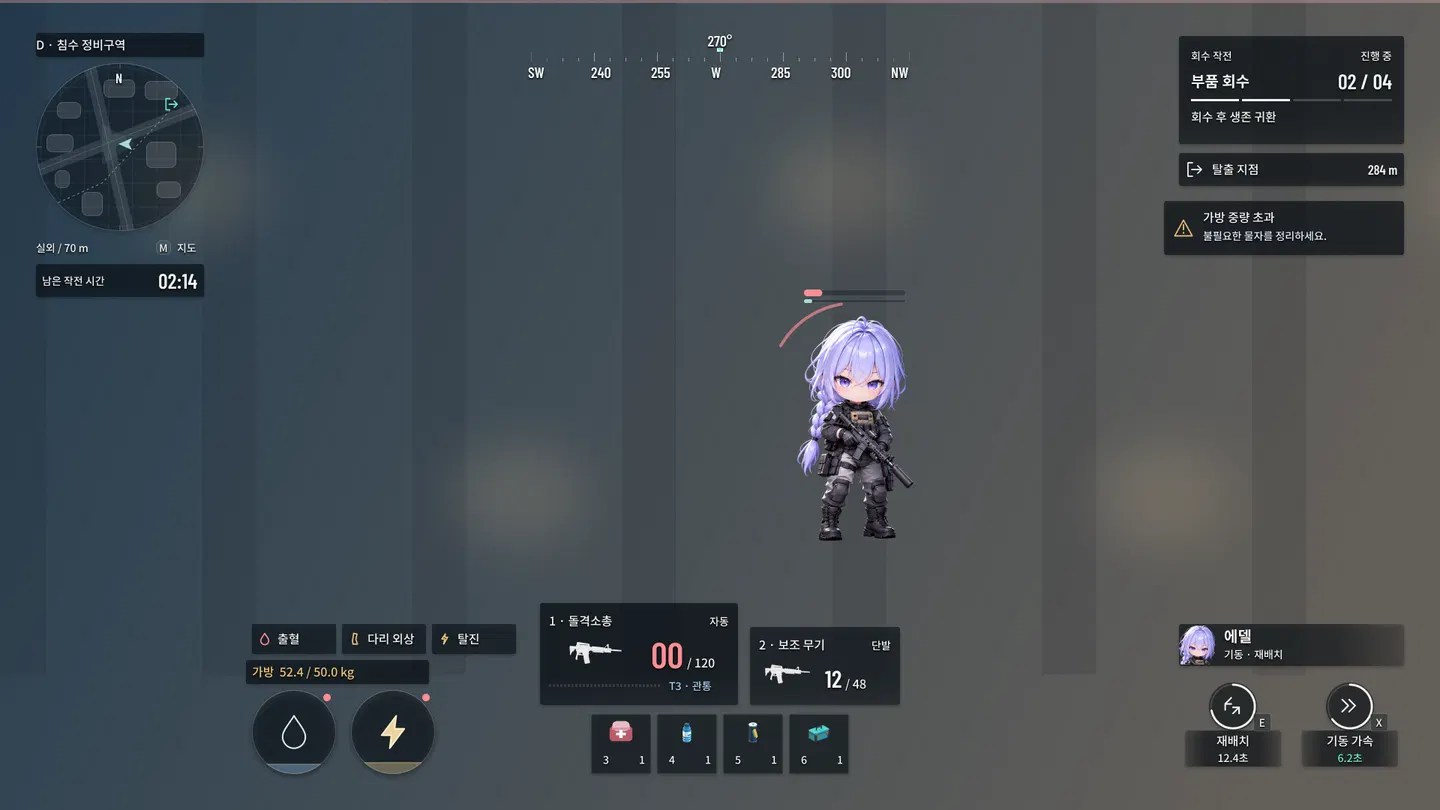 D · 침수 정비구역
N
실외 / 70 m
M 지도
남은 작전 시간 02:14
270°
SW 240 255 W 285 300 NW
회수 작전 진행 중
부품 회수 02 / 04
회수 후 생존 귀환
탈출 지점 284 m
가방 중량 초과
불필요한 물자를 정리하세요.
출혈 다리 외상 탈진
가방 52.4 / 50.0 kg
1 · 돌격소총 자동
00 / 120
T3 · 관통
2 · 보조 무기 단발
12 / 48
3 1
4 1
5 1
6 1
에델
기동 · 재배치
E
재배치
12.4초
X
기동 가속
6.2초